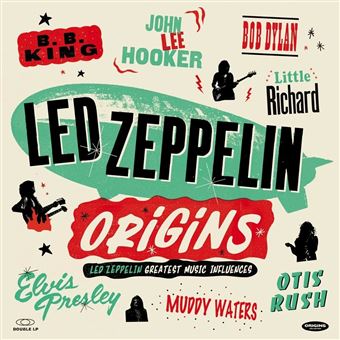 B.B.
KING
JOHN
LEE
HOOKER
BOB DYLAN
Little
Richard
LED ZEPPELIN
ORIGINS
LED ZEPPELIN GREATEST MUSIC INFLUENCES
Elvis
Presley
MUDDY WATERS
OTIS
RUSH
DOUBLE LP
ORIGINS